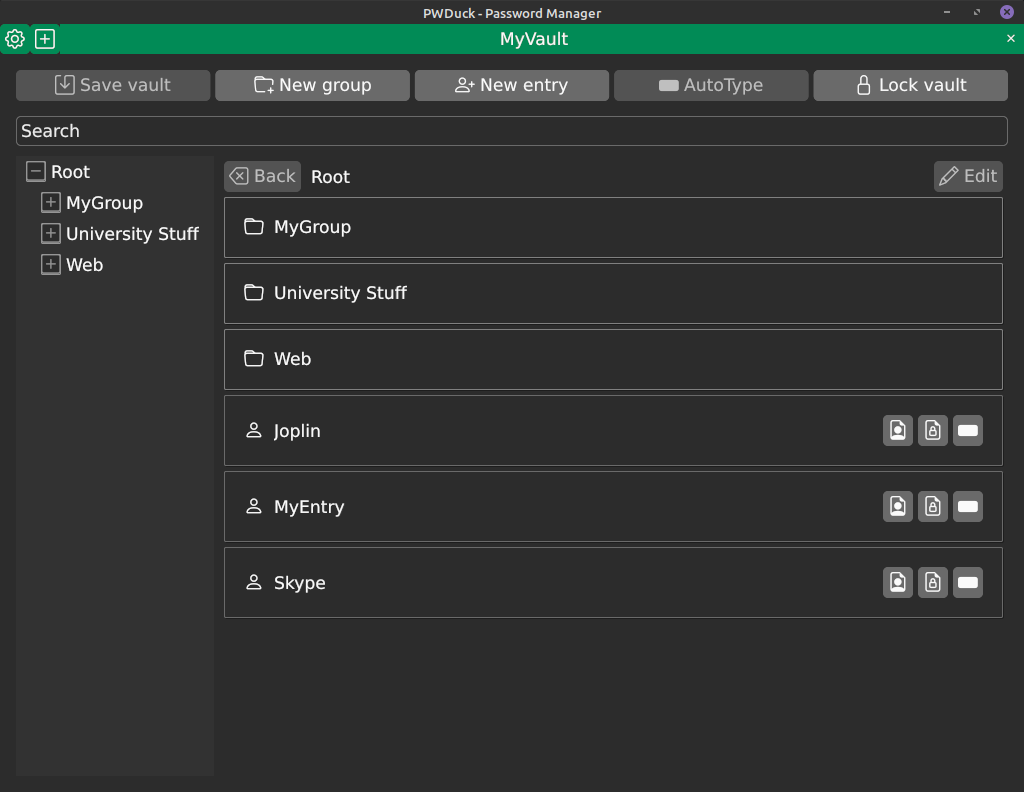 PWDuck - Password Manager
MyVault
Save vault
New group
New entry
AutoType
Lock vault
Search
Root
MyGroup
University Stuff
Web
Back
Root
Edit
MyGroup
University Stuff
Web
Joplin
MyEntry
Skype